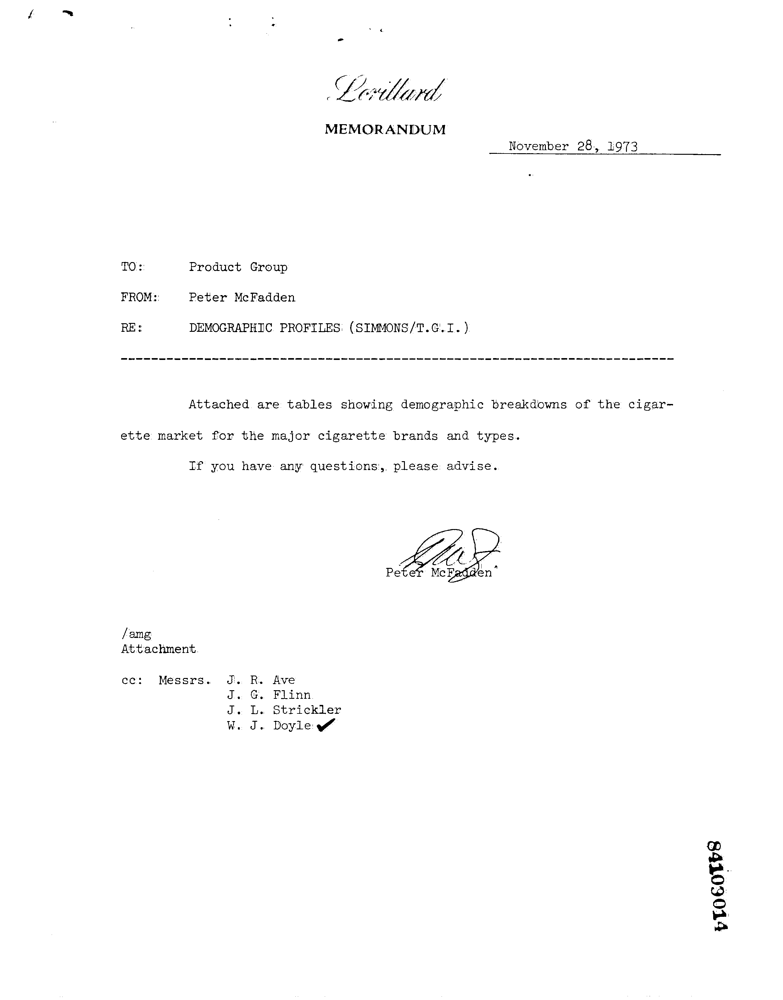 Lorillard
MEMORANDUM
November 28, 1973
TO: Product Group
FROM: Peter McFadden
RE: DEMOGRAPHIC PROFILES (SIMMONS/T.G.I.)
Attached are tables showing demographic breakdowns of the cigar-
ette market for the major cigarette brands and types.
If you have any questions, please advise.
Peter McFadden
/amg
Attachment
cc: Messrs. J. R. Ave
J. G. Flinn
J. L. Strickler
W. J. Doyle
84103014